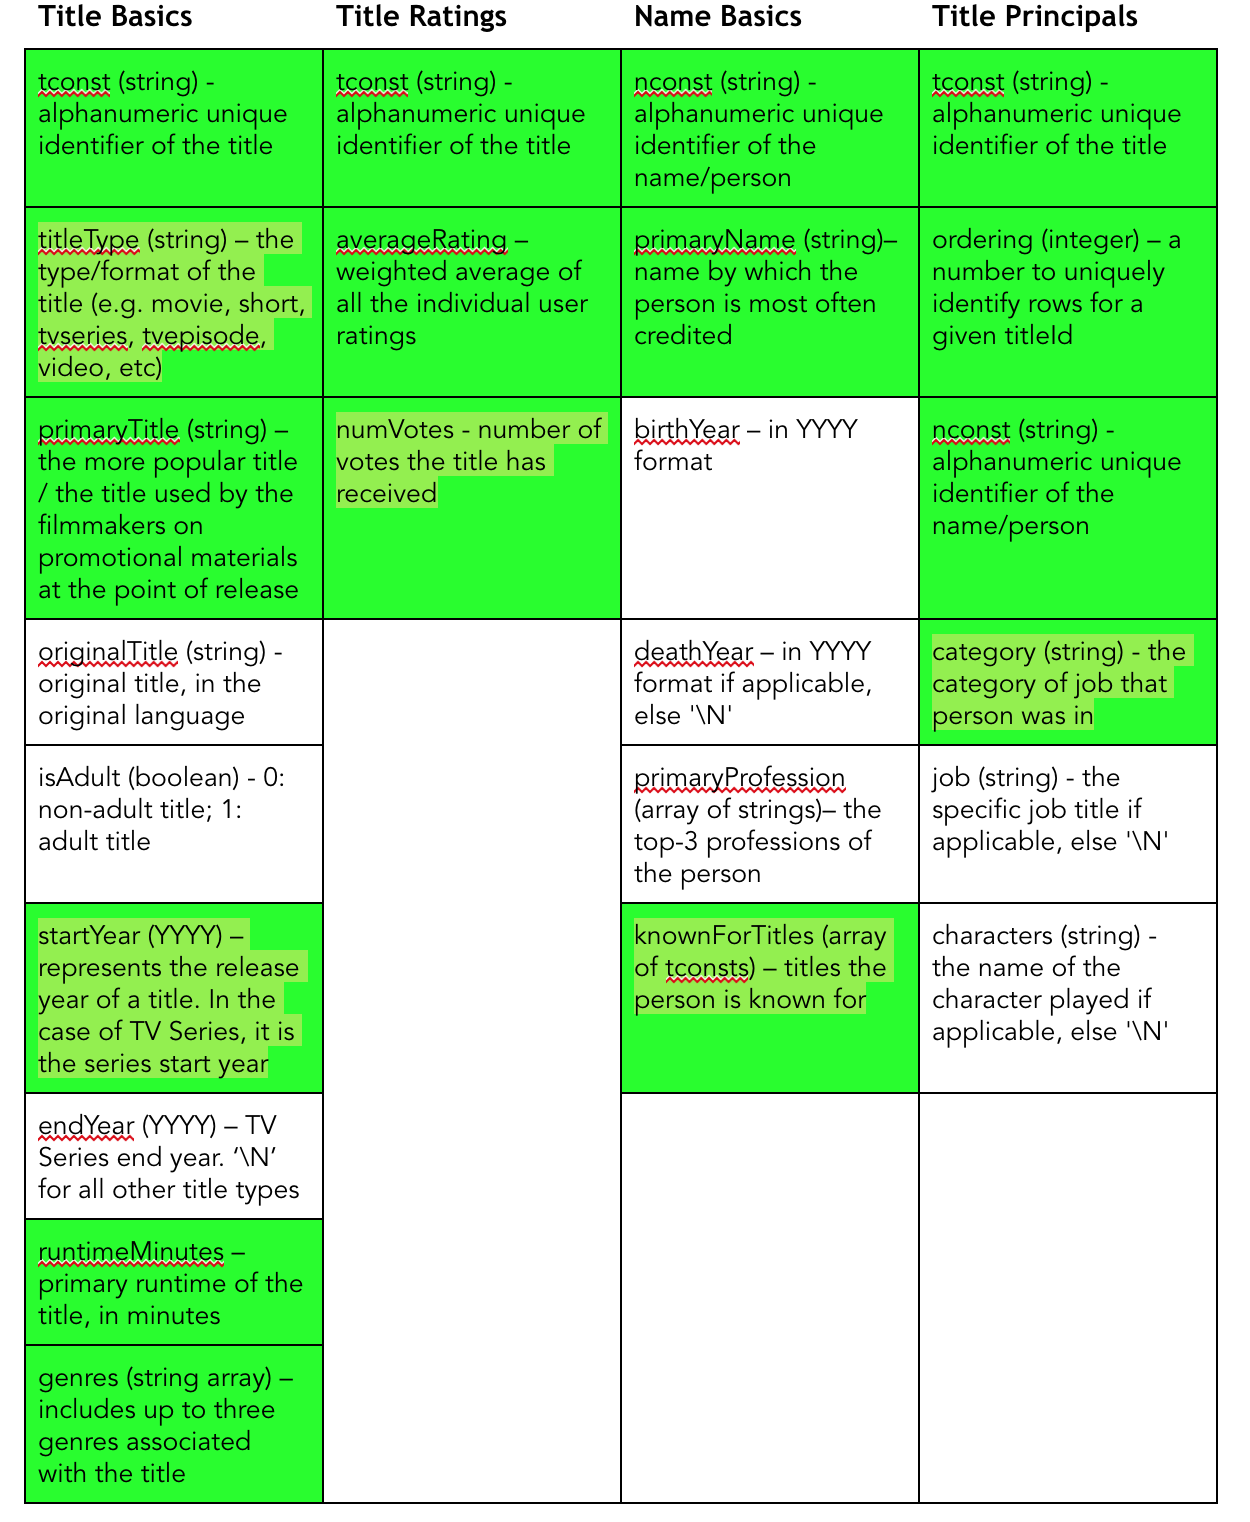 Title Basics
Title Ratings
Name Basics
Title Principals
tconst (string) -
alphanumeric unique
identifier of the title
tconst (string) -
alphanumeric unique
identifier of the title
nconst (string) -
alphanumeric unique
identifier of the
name/person
tconst (string) -
alphanumeric unique
identifier of the title
titleType (string) – the
type/format of the
title (e.g. movie, short,
tvseries, tvepisode,
video, etc)
averageRating –
weighted average of
all the individual user
ratings
primaryName (string)–
name by which the
person is most often
credited
ordering (integer) – a
number to uniquely
identify rows for a
given titleId
primaryTitle (string) –
the more popular title
/ the title used by the
filmmakers on
promotional materials
at the point of release
numVotes - number of
votes the title has
received
birthYear – in YYYY
format
nconst (string) -
alphanumeric unique
identifier of the
name/person
originalTitle (string) -
original title, in the
original language
deathYear – in YYYY
format if applicable,
else '\N'
category (string) - the
category of job that
person was in
isAdult (boolean) - 0:
non-adult title; 1:
adult title
primaryProfession
(array of strings)– the
top-3 professions of
the person
job (string) - the
specific job title if
applicable, else '\N'
startYear (YYYY) –
represents the release
year of a title. In the
case of TV Series, it is
the series start year
knownForTitles (array
of tconsts) – titles the
person is known for
characters (string) -
the name of the
character played if
applicable, else '\N'
endYear (YYYY) – TV
Series end year. ‘\N’
for all other title types
runtimeMinutes –
primary runtime of the
title, in minutes
genres (string array) –
includes up to three
genres associated
with the title